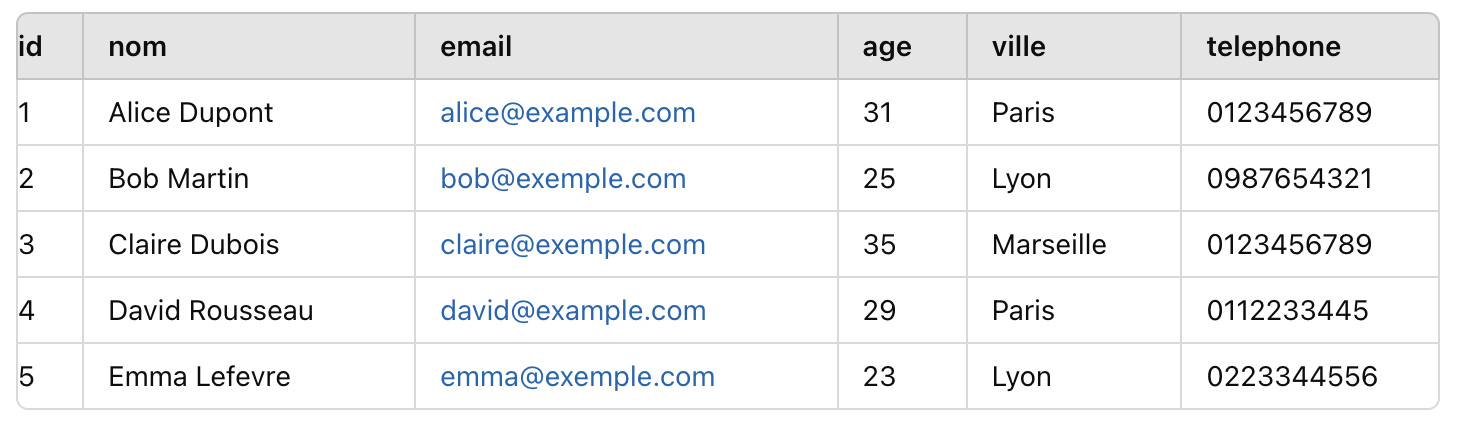 id nom email age ville telephone
1 Alice Dupont alice@example.com 31 Paris 0123456789
2 Bob Martin bob@exemple.com 25 Lyon 0987654321
3 Claire Dubois claire@exemple.com 35 Marseille 0123456789
4 David Rousseau david@example.com 29 Paris 0112233445
5 Emma Lefevre emma@exemple.com 23 Lyon 0223344556